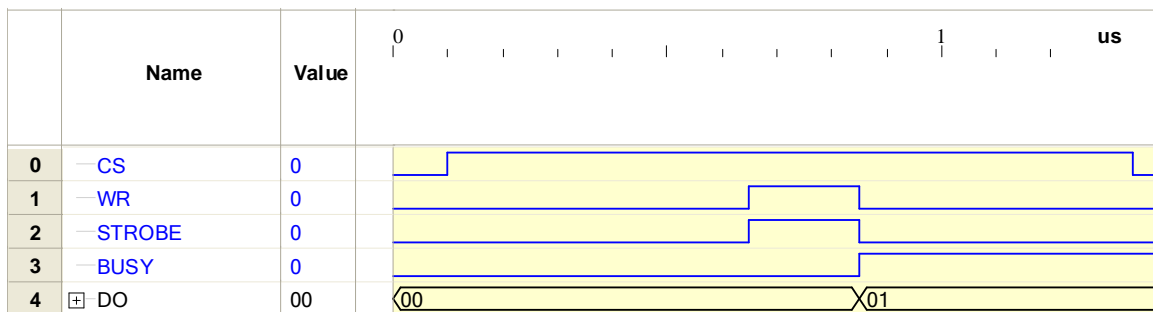 Name Value 0 1 us
0 CS 0
1 WR 0
2 STROBE 0
3 BUSY 0
4 DO 00 00 01